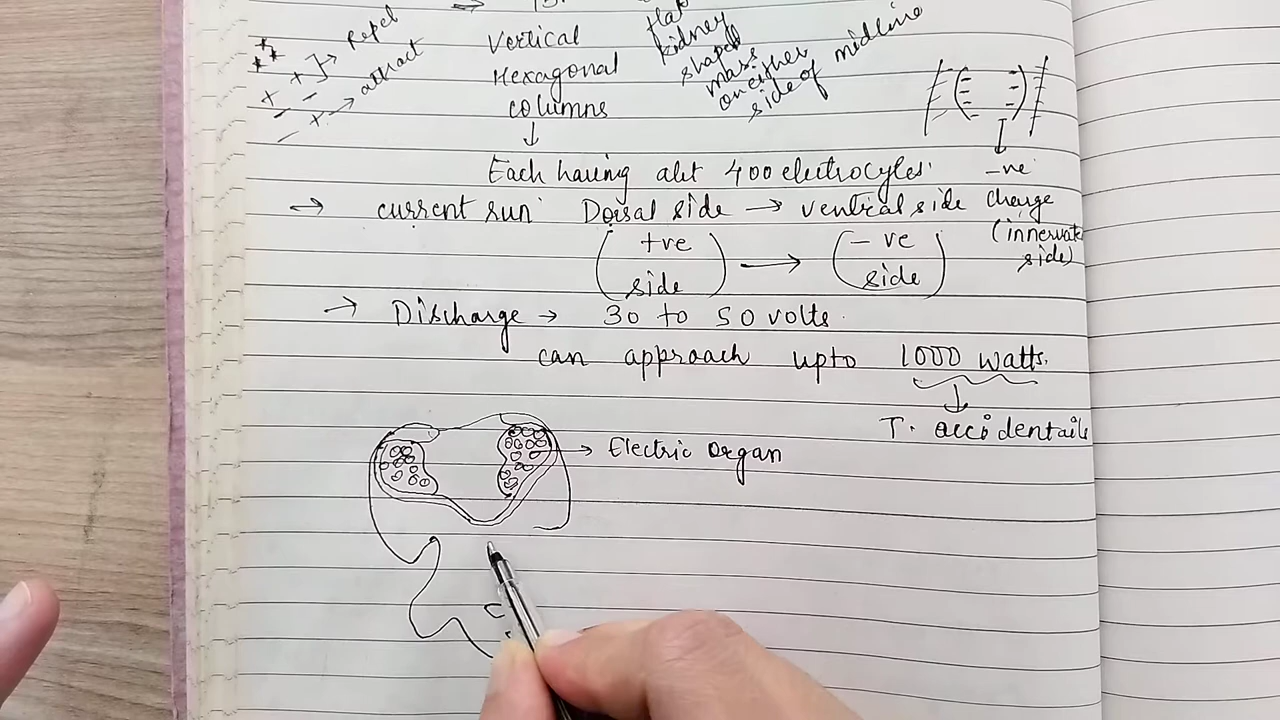 Repel
attract
Vertical
Hexagonal
columns
flat
kidney
shaped
mass
on either
side of midline
Each having abt 400 electrocytes.
-ve
charge
(innervate
side)
→ current run Dorsal side → ventral side
(+ve side) → (-ve side)
→ Discharge → 30 to 50 volts.
can approach upto 1000 watts.
T. accidentails
→ Electric Organ